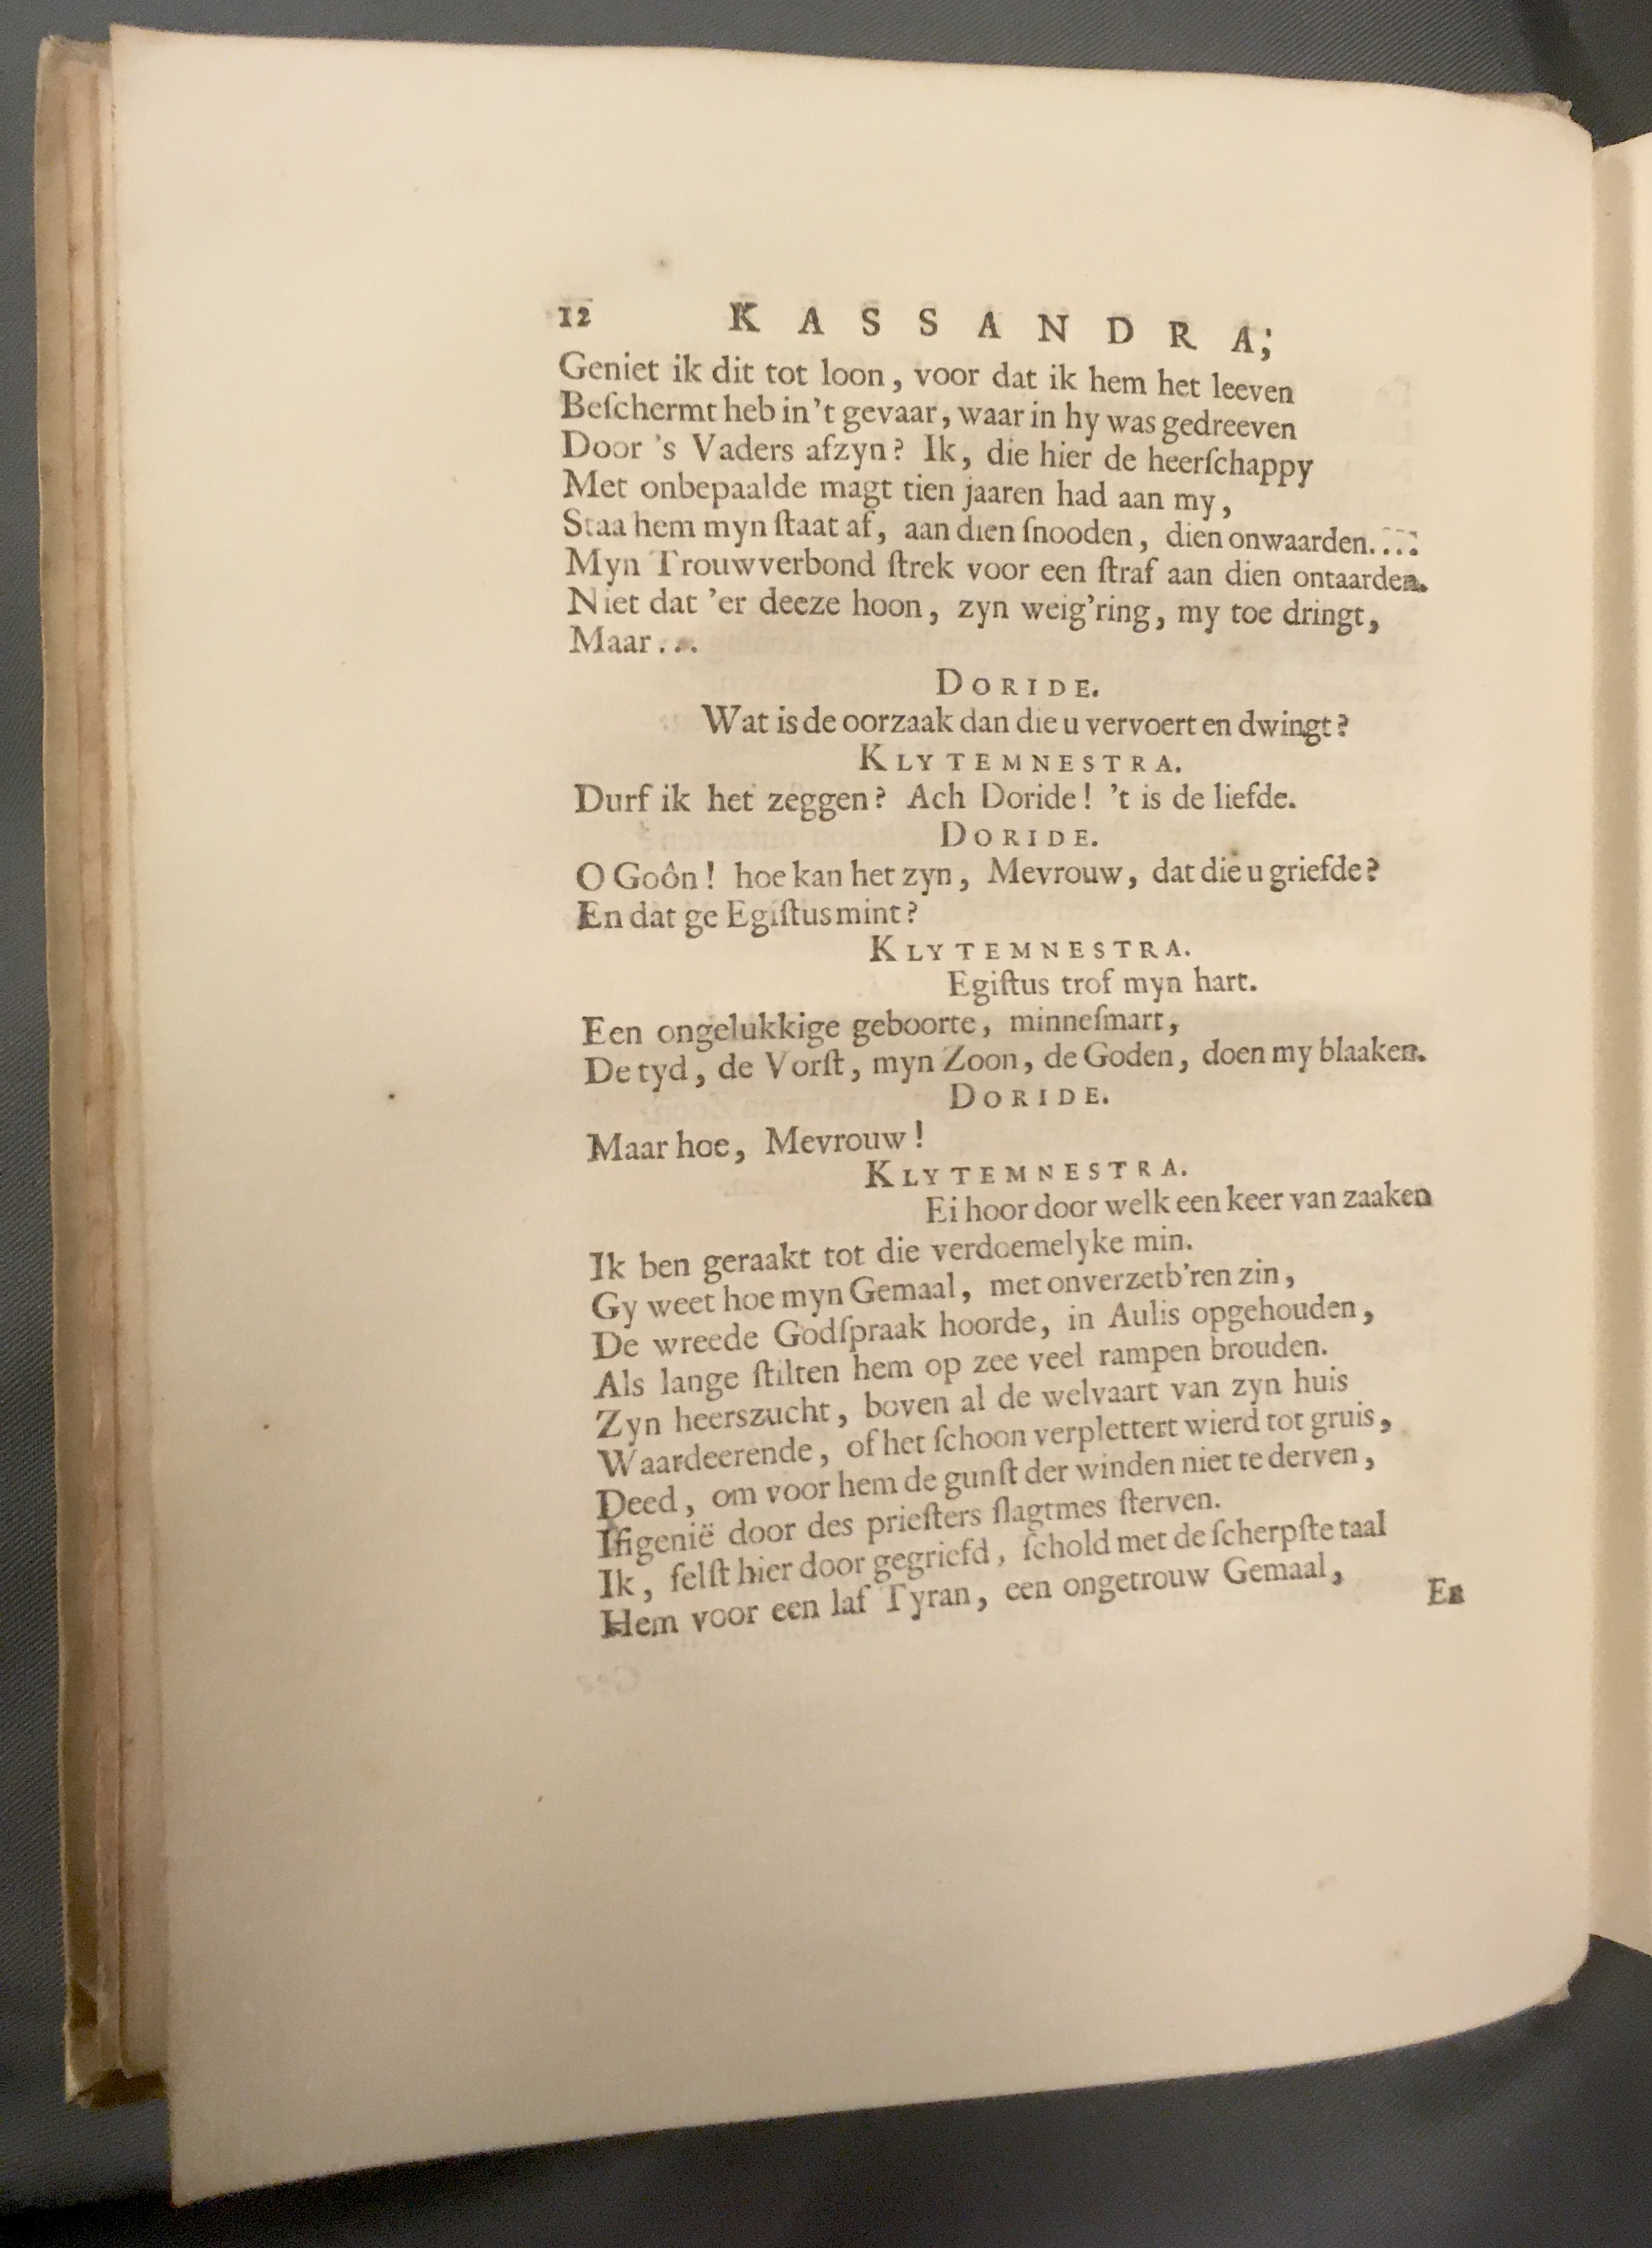 12 KASSANDRA;
Geniet ik dit tot loon, voor dat ik hem het leeven
Beſchermt heb in't gevaar, waar in hy was gedreeven
Door 's Vaders afzyn? Ik, die hier de heerſchappy
Met onbepaalde magt tien jaaren had aan my,
Staa hem myn ſtaat af, aan dien ſnooden, dien onwaarden....
Myn Trouwverbond ſtrek voor een ſtraf aan dien ontaarden.
Niet dat 'er deeze hoon, zyn weig'ring, my toe dringt,
Maar...
DORIDE.
Wat is de oorzaak dan die u vervoert en dwingt?
KLYTEMNESTRA.
Durf ik het zeggen? Ach Doride! 't is de liefde.
DORIDE.
O Goôn! hoe kan het zyn, Mevrouw, dat die u griefde?
En dat ge Egiſtus mint?
KLYTEMNESTRA.
Egiſtus trof myn hart.
Een ongelukkige geboorte, minneſmart,
De tyd, de Vorſt, myn Zoon, de Goden, doen my blaaken.
DORIDE.
Maar hoe, Mevrouw!
KLYTEMNESTRA.
Ei hoor door welk een keer van zaaken
Ik ben geraakt tot die verdoemelyke min.
Gy weet hoe myn Gemaal, met onverzetb'ren zin,
De wreede Godſpraak hoorde, in Aulis opgehouden,
Als lange ſtilten hem op zee veel rampen brouden.
Zyn heerszucht, boven al de welvaart van zyn huis
Waardeerende, of het ſchoon verplettert wierd tot gruis,
Deed, om voor hem de gunſt der winden niet te derven,
Ifigenië door des prieſters ſlagtmes ſterven.
Ik, felſt hier door gegriefd, ſchold met de ſcherpſte taal
Hem voor een laf Tyran, een ongetrouw Gemaal,
En